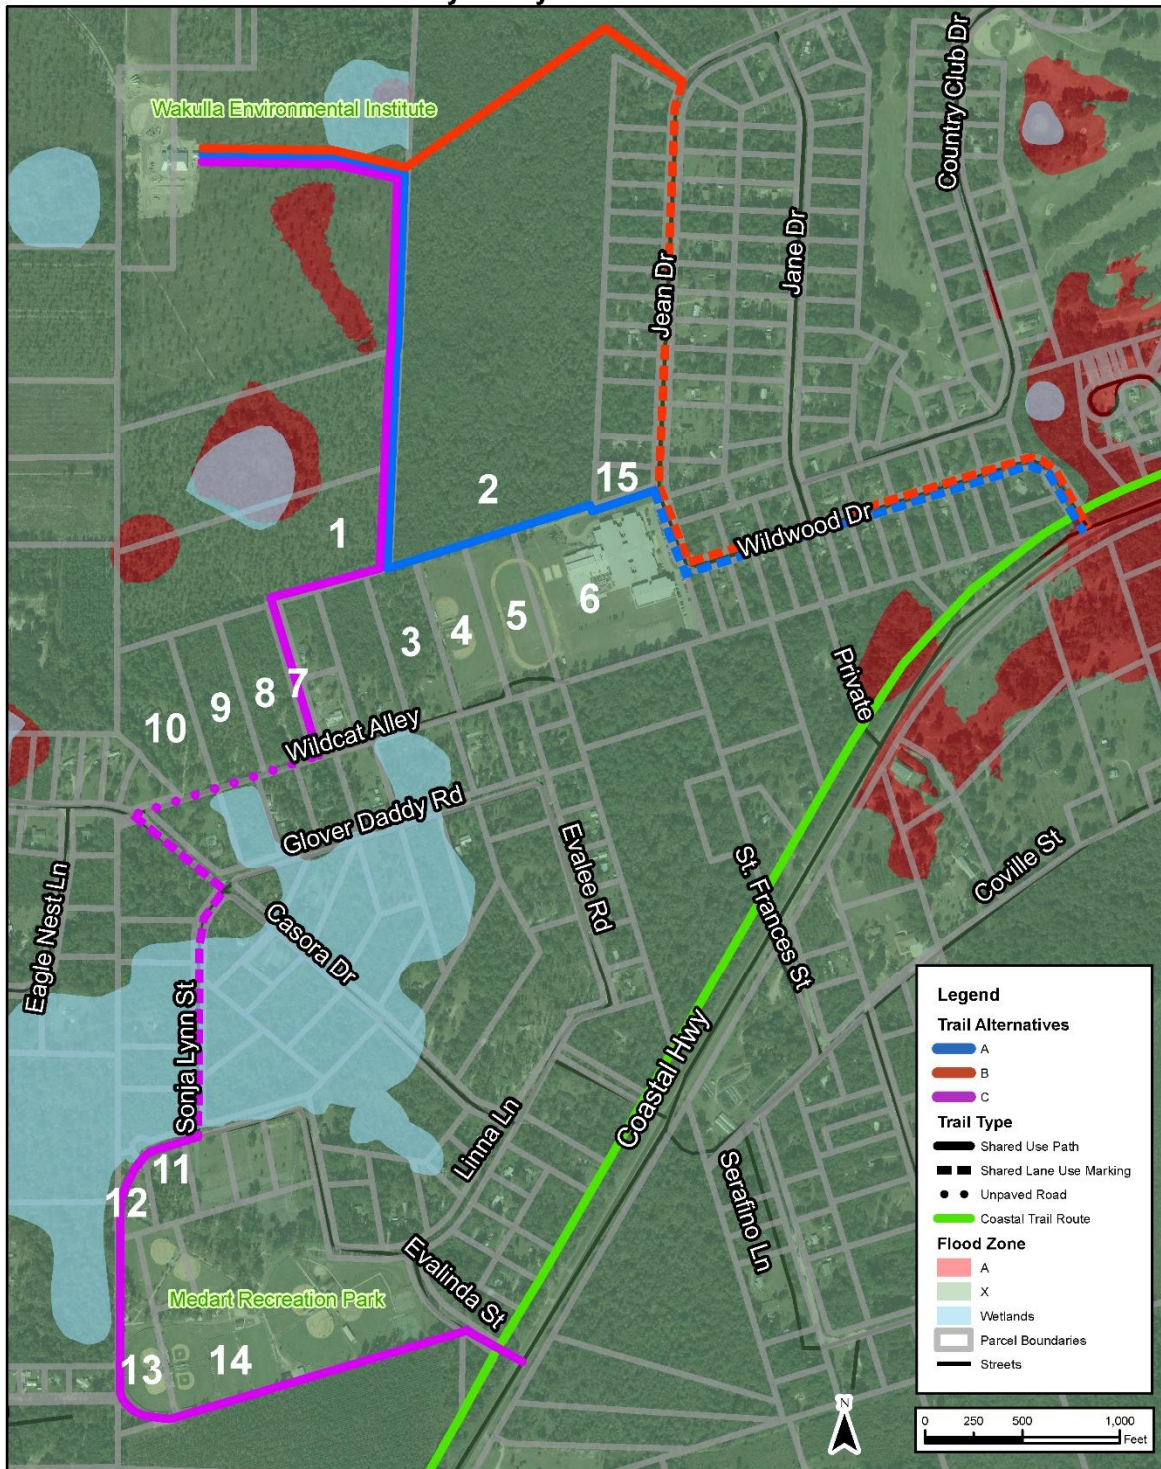 Wakulla Environmental Institute
Country Club Dr
Jane Dr
Jean Dr
15
2
Wildwood Dr
1
6
5
4
3
7
8
9
10
Private
Wildcat Alley
Glover Daddy Rd
Evalee Rd
St. Frances St
Coville St
Eagle Nest Ln
Casora Dr
Sonja Lynn St
Coastal Hwy
Linna Ln
11
12
Serafino Ln
Evalinda St
Medart Recreation Park
13
14
Legend
Trail Alternatives
A
B
C
Trail Type
Shared Use Path
Shared Lane Use Marking
Unpaved Road
Coastal Trail Route
Flood Zone
A
X
Wetlands
Parcel Boundaries
Streets
N
0 250 500 1,000
Feet